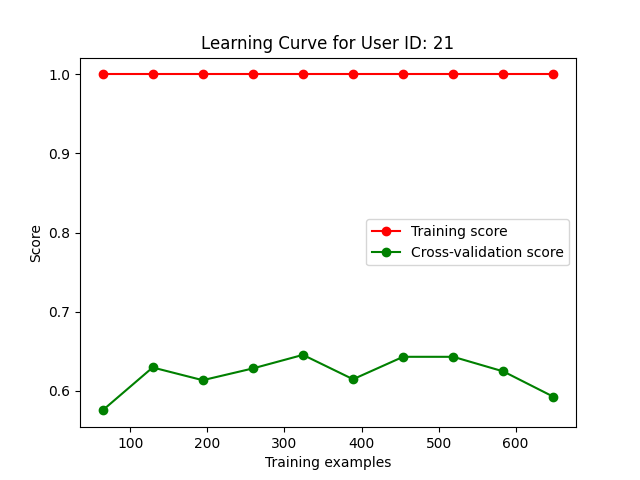 Learning Curve for User ID: 21
1.0
0.9
0.8
0.7
0.6
Score
Training score
Cross-validation score
100 200 300 400 500 600
Training examples